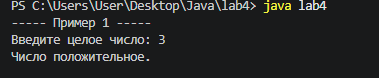 PS C:\Users\User\Desktop\Java\lab4> java lab4
----- Пример 1 -----
Введите целое число: 3
Число положительное.